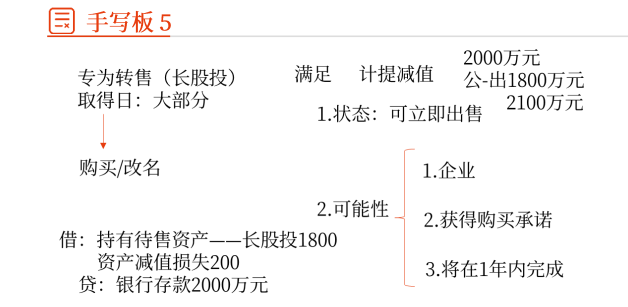 手写板 5
专为转售（长股投）
取得日：大部分
购买/改名
满足 计提减值
2000万元
公-出1800万元
2100万元
1.状态：可立即出售
2.可能性
1.企业
2.获得购买承诺
3.将在1年内完成
借：持有待售资产——长股投1800
资产减值损失200
贷：银行存款2000万元